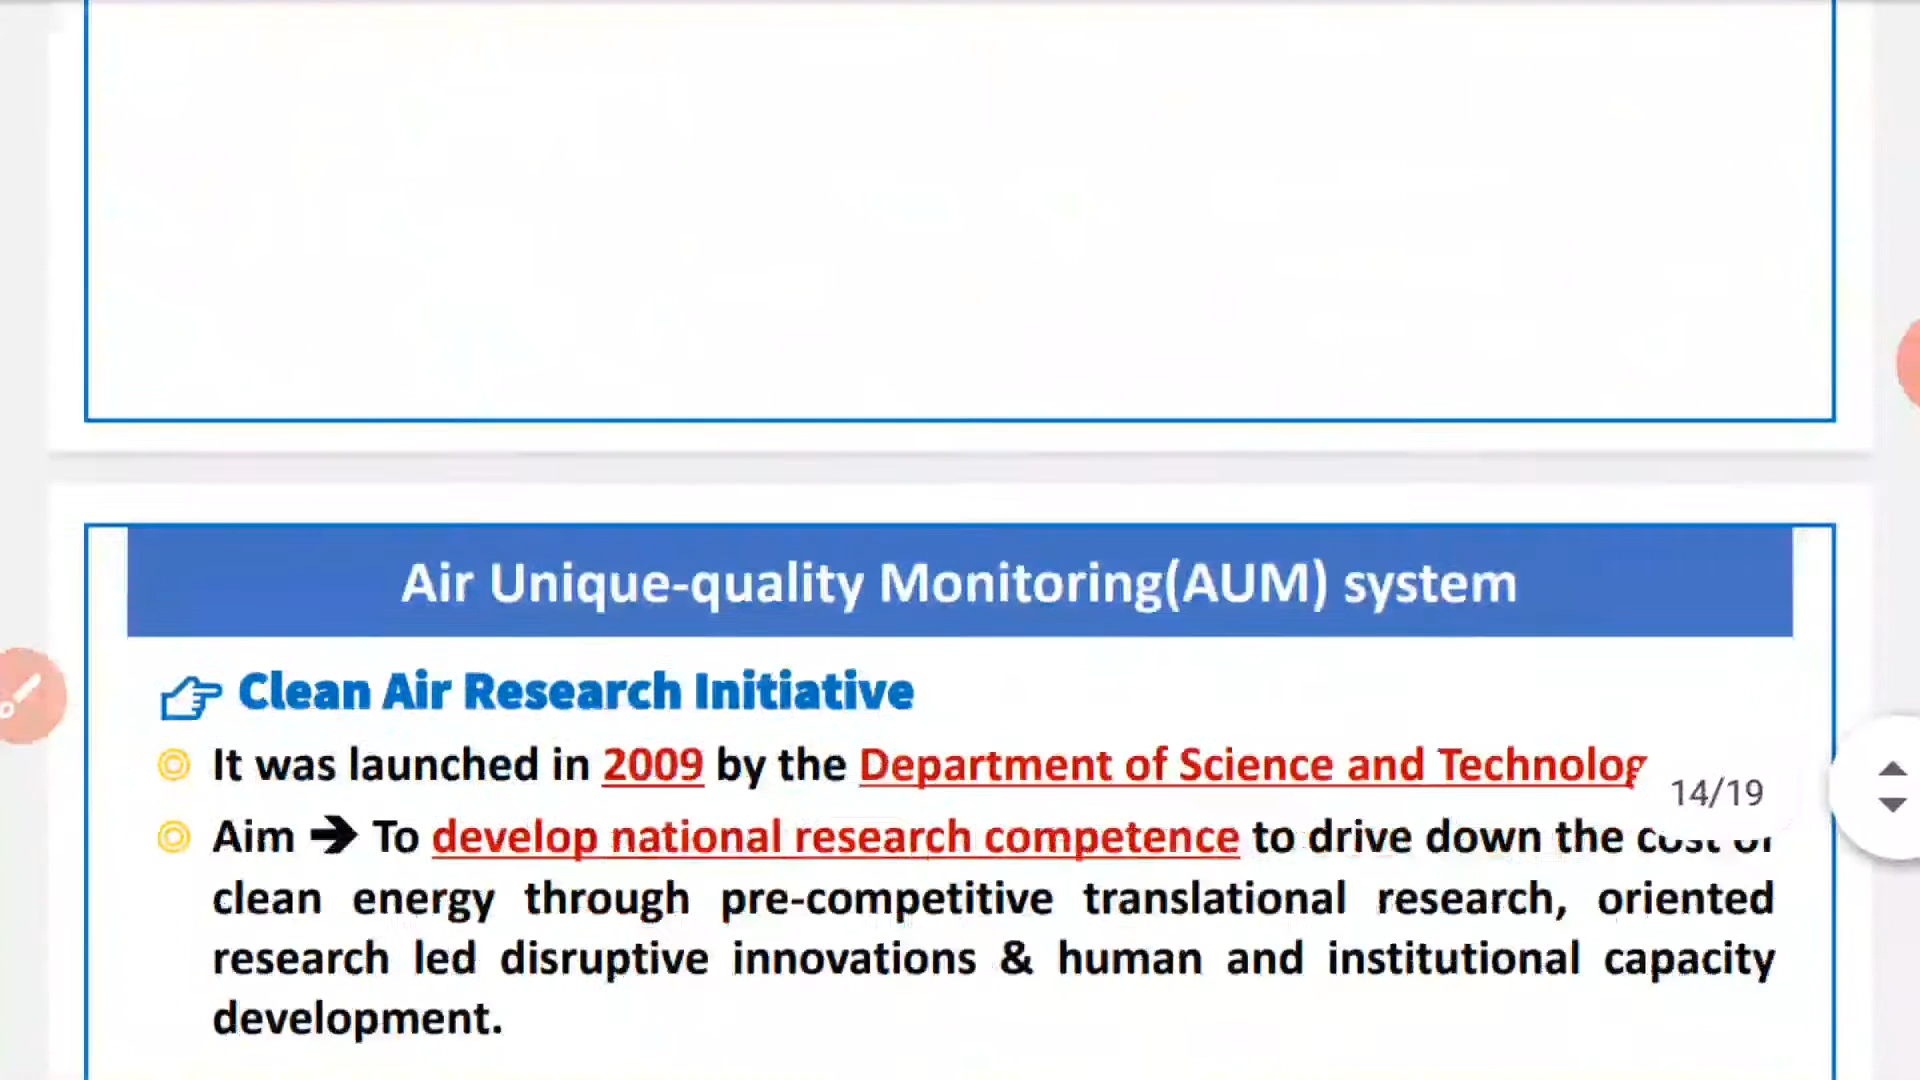 Air Unique-quality Monitoring(AUM) system
Clean Air Research Initiative
It was launched in 2009 by the Department of Science and Technolog
14/19
Aim ➔ To develop national research competence to drive down the cost of
clean energy through pre-competitive translational research, oriented
research led disruptive innovations & human and institutional capacity
development.